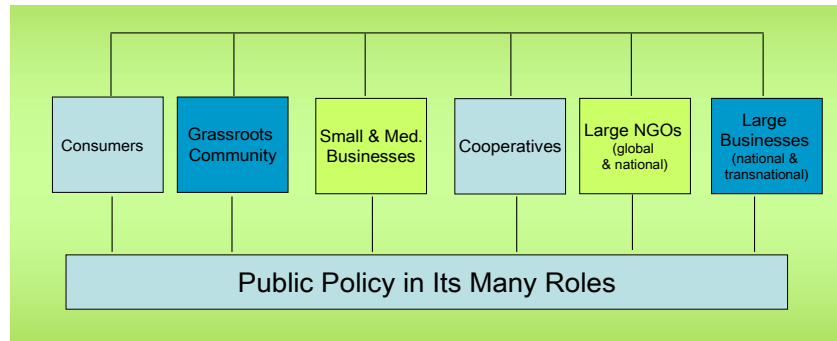 Consumers
Grassroots
Community
Small & Med.
Businesses
Cooperatives
Large NGOs
(global
& national)
Large
Businesses
(national &
transnational)
Public Policy in Its Many Roles